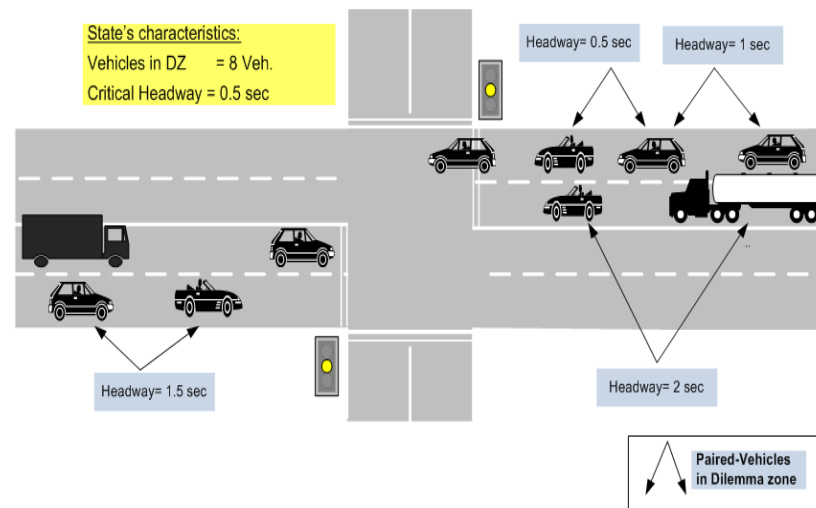 State's characteristics:
Vehicles in DZ = 8 Veh.
Critical Headway = 0.5 sec
Headway= 0.5 sec
Headway= 1 sec
Headway= 1.5 sec
Headway= 2 sec
Paired-Vehicles
in Dilemma zone